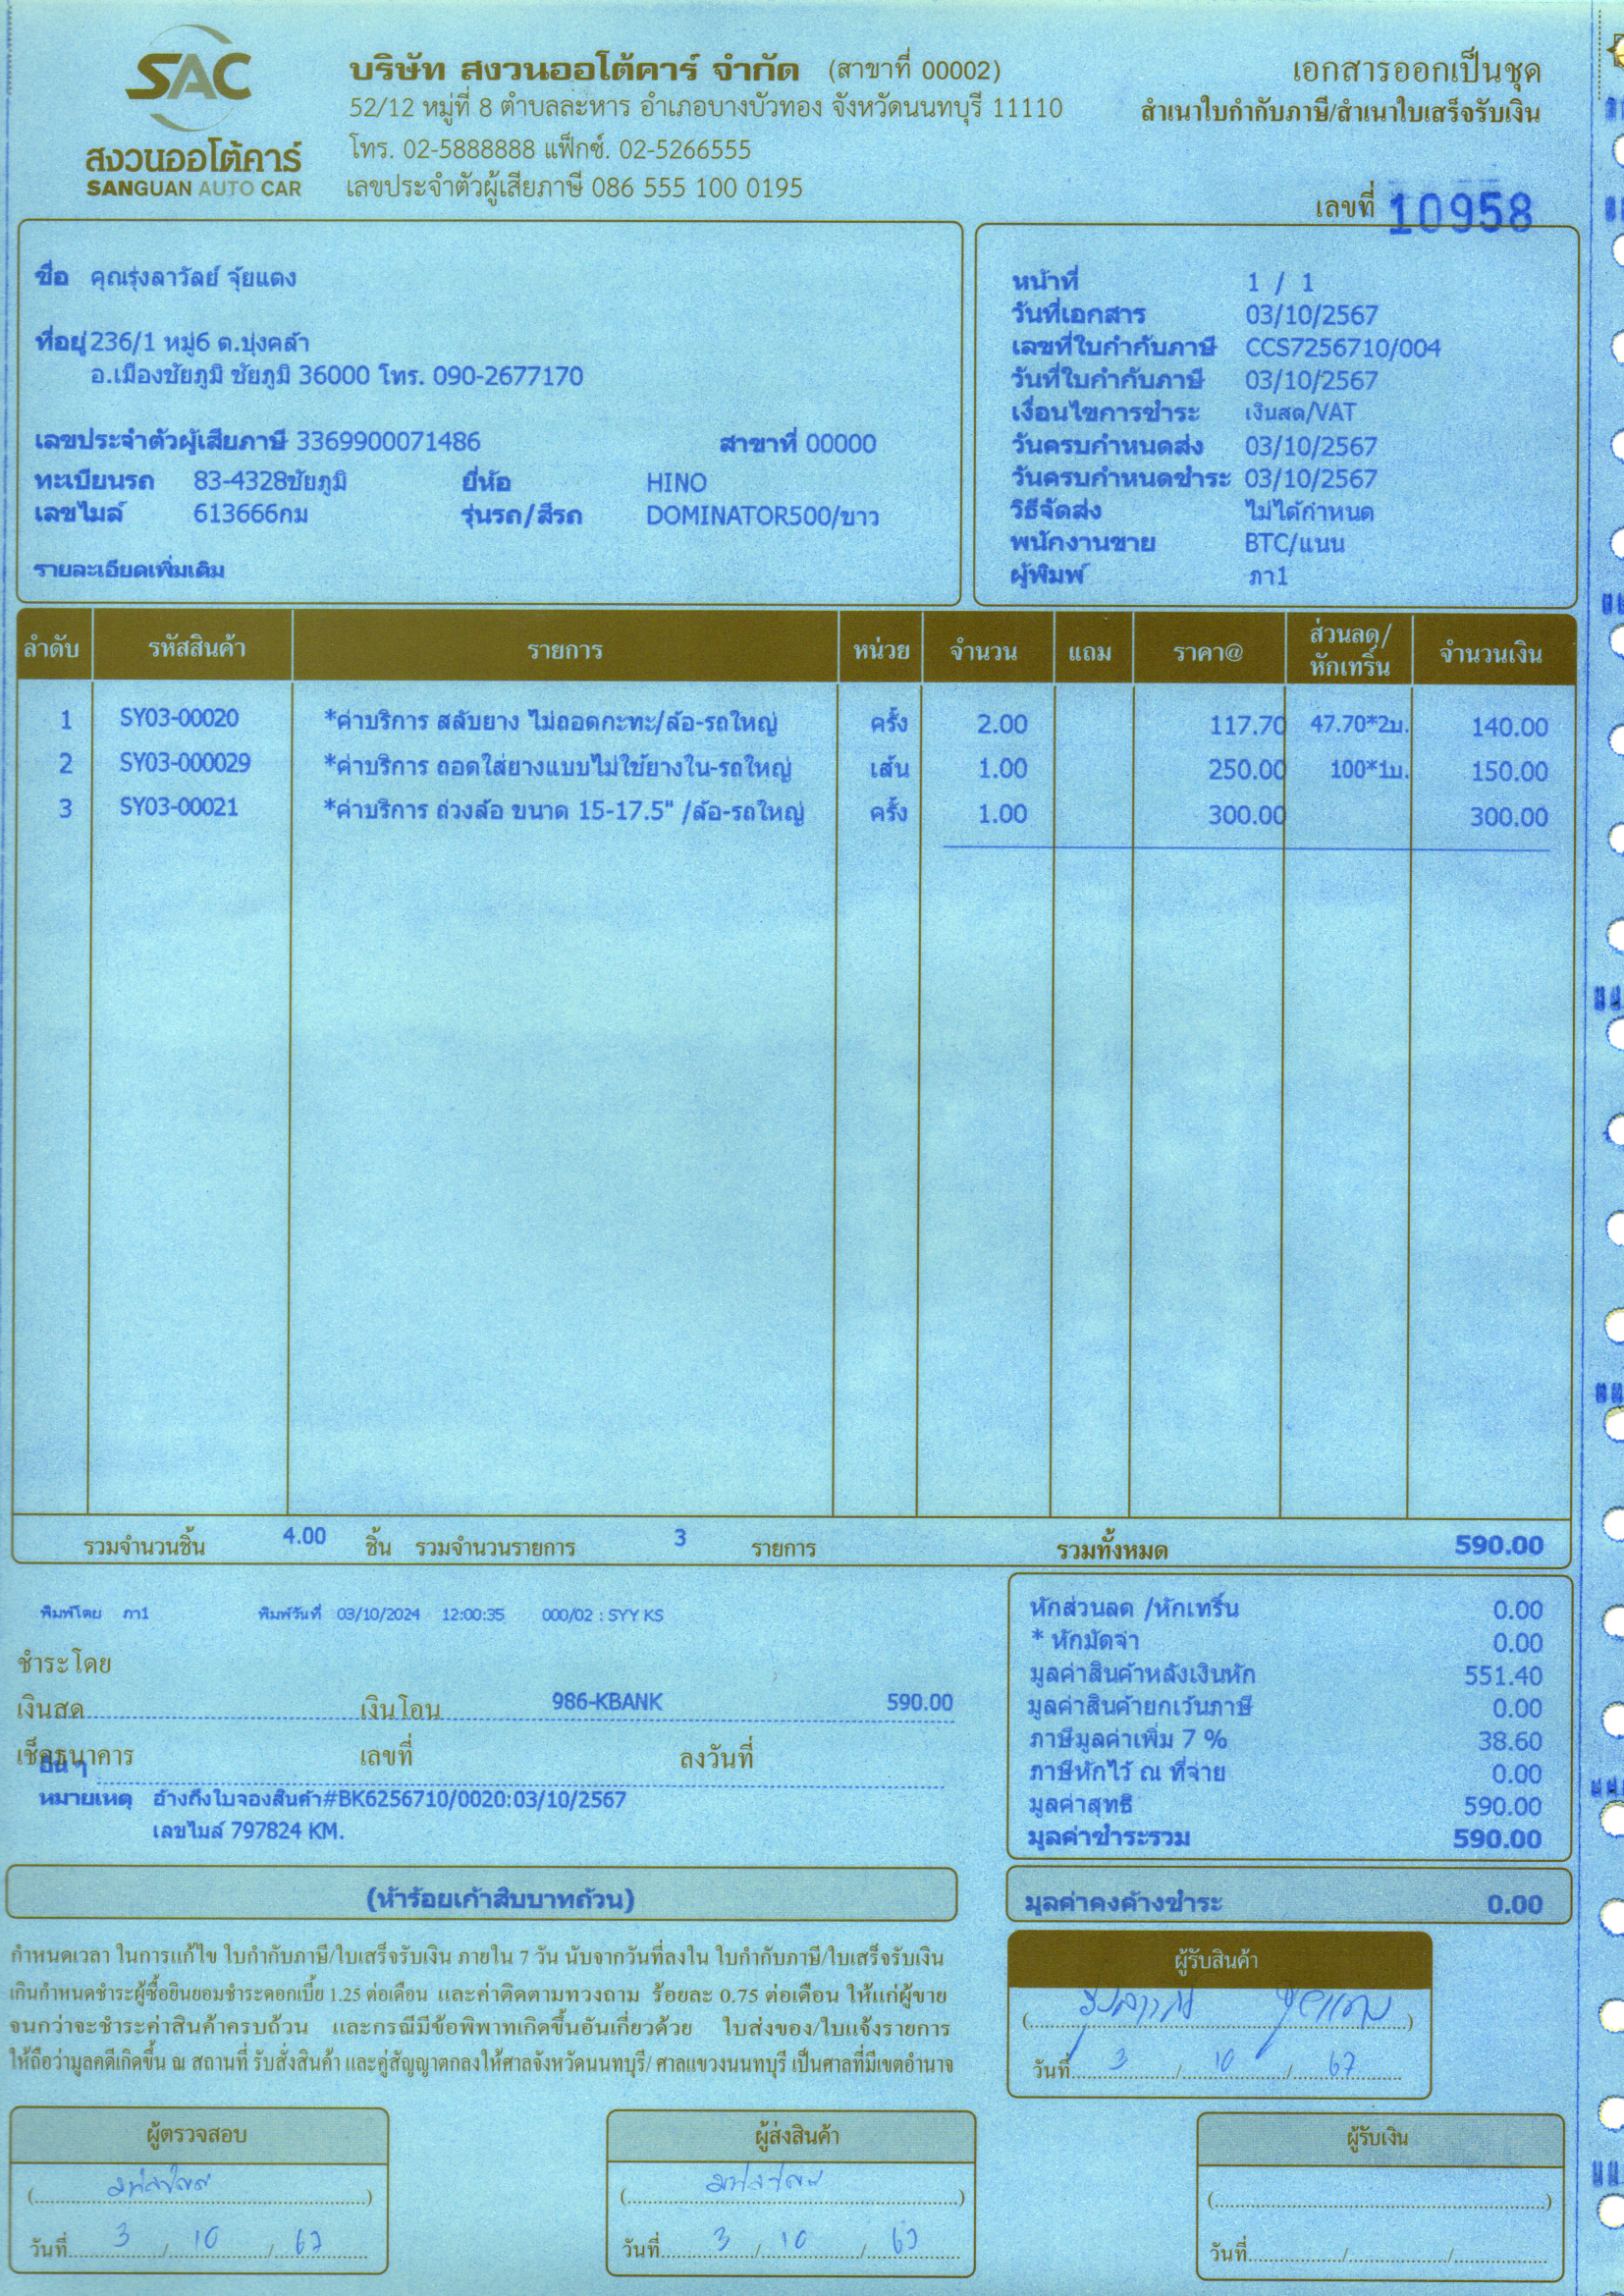 SAC
สงวนออโต้คาร์
SANGUAN AUTO CAR
บริษัท สงวนออโต้คาร์ จำกัด (สาขาที่ 00002)
52/12 หมู่ที่ 8 ตำบลละหาร อำเภอบางบัวทอง จังหวัดนนทบุรี 11110
โทร. 02-5888888 แฟ็กซ์. 02-5266555
เลขประจำตัวผู้เสียภาษี 086 555 100 0195
เอกสารออกเป็นชุด
สำเนาใบกำกับภาษี/สำเนาใบเสร็จรับเงิน
เลขที่ 10958
ชื่อ คุณรุ่งลาวัลย์ จุ้ยแดง
ที่อยู่ 236/1 หมู่6 ต.บุ่งคล้า
อ.เมืองชัยภูมิ ชัยภูมิ 36000 โทร. 090-2677170
เลขประจำตัวผู้เสียภาษี 3369900071486 สาขาที่ 00000
ทะเบียนรถ 83-4328ชัยภูมิ ยี่ห้อ HINO
เลขไมล์ 613666กม รุ่นรถ/สีรถ DOMINATOR500/ขาว
รายละเอียดเพิ่มเติม
หน้าที่ 1 / 1
วันที่เอกสาร 03/10/2567
เลขที่ใบกำกับภาษี CCS7256710/004
วันที่ใบกำกับภาษี 03/10/2567
เงื่อนไขการชำระ เงินสด/VAT
วันครบกำหนดส่ง 03/10/2567
วันครบกำหนดชำระ 03/10/2567
วิธีจัดส่ง ไม่ได้กำหนด
พนักงานขาย BTC/แนน
ผู้พิมพ์ ภา1
ลำดับ รหัสสินค้า รายการ หน่วย จำนวน แถม ราคา@ ส่วนลด/หักเทริ์น จำนวนเงิน
1 SY03-00020 *ค่าบริการ สลับยาง ไม่ถอดกะทะ/ล้อ-รถใหญ่ ครั้ง 2.00 117.70 47.70*2บ. 140.00
2 SY03-000029 *ค่าบริการ ถอดใส่ยางแบบไม่ใช้ยางใน-รถใหญ่ เส้น 1.00 250.00 100*1บ. 150.00
3 SY03-00021 *ค่าบริการ ถ่วงล้อ ขนาด 15-17.5" /ล้อ-รถใหญ่ ครั้ง 1.00 300.00 300.00
รวมจำนวนชิ้น 4.00 ชิ้น รวมจำนวนรายการ 3 รายการ รวมทั้งหมด 590.00
พิมพ์โดย ภา1 พิมพ์วันที่ 03/10/2024 12:00:35 000/02 : SYY KS
ชำระโดย
เงินสด เงินโอน 986-KBANK 590.00
เช็คธนาคาร เลขที่ ลงวันที่
อื่น ๆ
หมายเหตุ อ้างถึงใบจองสินค้า#BK6256710/0020:03/10/2567
เลขไมล์ 797824 KM.
หักส่วนลด /หักเทริ์น 0.00
* หักมัดจำ 0.00
มูลค่าสินค้าหลังเงินหัก 551.40
มูลค่าสินค้ายกเว้นภาษี 0.00
ภาษีมูลค่าเพิ่ม 7 % 38.60
ภาษีหักไว้ ณ ที่จ่าย 0.00
มูลค่าสุทธิ 590.00
มูลค่าชำระรวม 590.00
(ห้าร้อยเก้าสิบบาทถ้วน)
มูลค่าคงค้างชำระ 0.00
กำหนดเวลา ในการแก้ไข ใบกำกับภาษี/ใบเสร็จรับเงิน ภายใน 7 วัน นับจากวันที่ลงใน ใบกำกับภาษี/ใบเสร็จรับเงิน
เกินกำหนดชำระผู้ซื้อยินยอมชำระดอกเบี้ย 1.25 ต่อเดือน และค่าติดตามทวงถาม ร้อยละ 0.75 ต่อเดือน ให้แก่ผู้ขาย
จนกว่าจะชำระค่าสินค้าครบถ้วน และกรณีมีข้อพิพาทเกิดขึ้นอันเกี่ยวด้วย ใบส่งของ/ใบแจ้งรายการ
ให้ถือว่ามูลคดีเกิดขึ้น ณ สถานที่ รับสั่งสินค้า และคู่สัญญาตกลงให้ศาลจังหวัดนนทบุรี/ ศาลแขวงนนทบุรี เป็นศาลที่มีเขตอำนาจ
ผู้รับสินค้า
วันที่ 3 / 10 / 67
ผู้ตรวจสอบ
วันที่ 3 / 10 / 67
ผู้ส่งสินค้า
วันที่ 3 / 10 / 67
ผู้รับเงิน
วันที่ / /